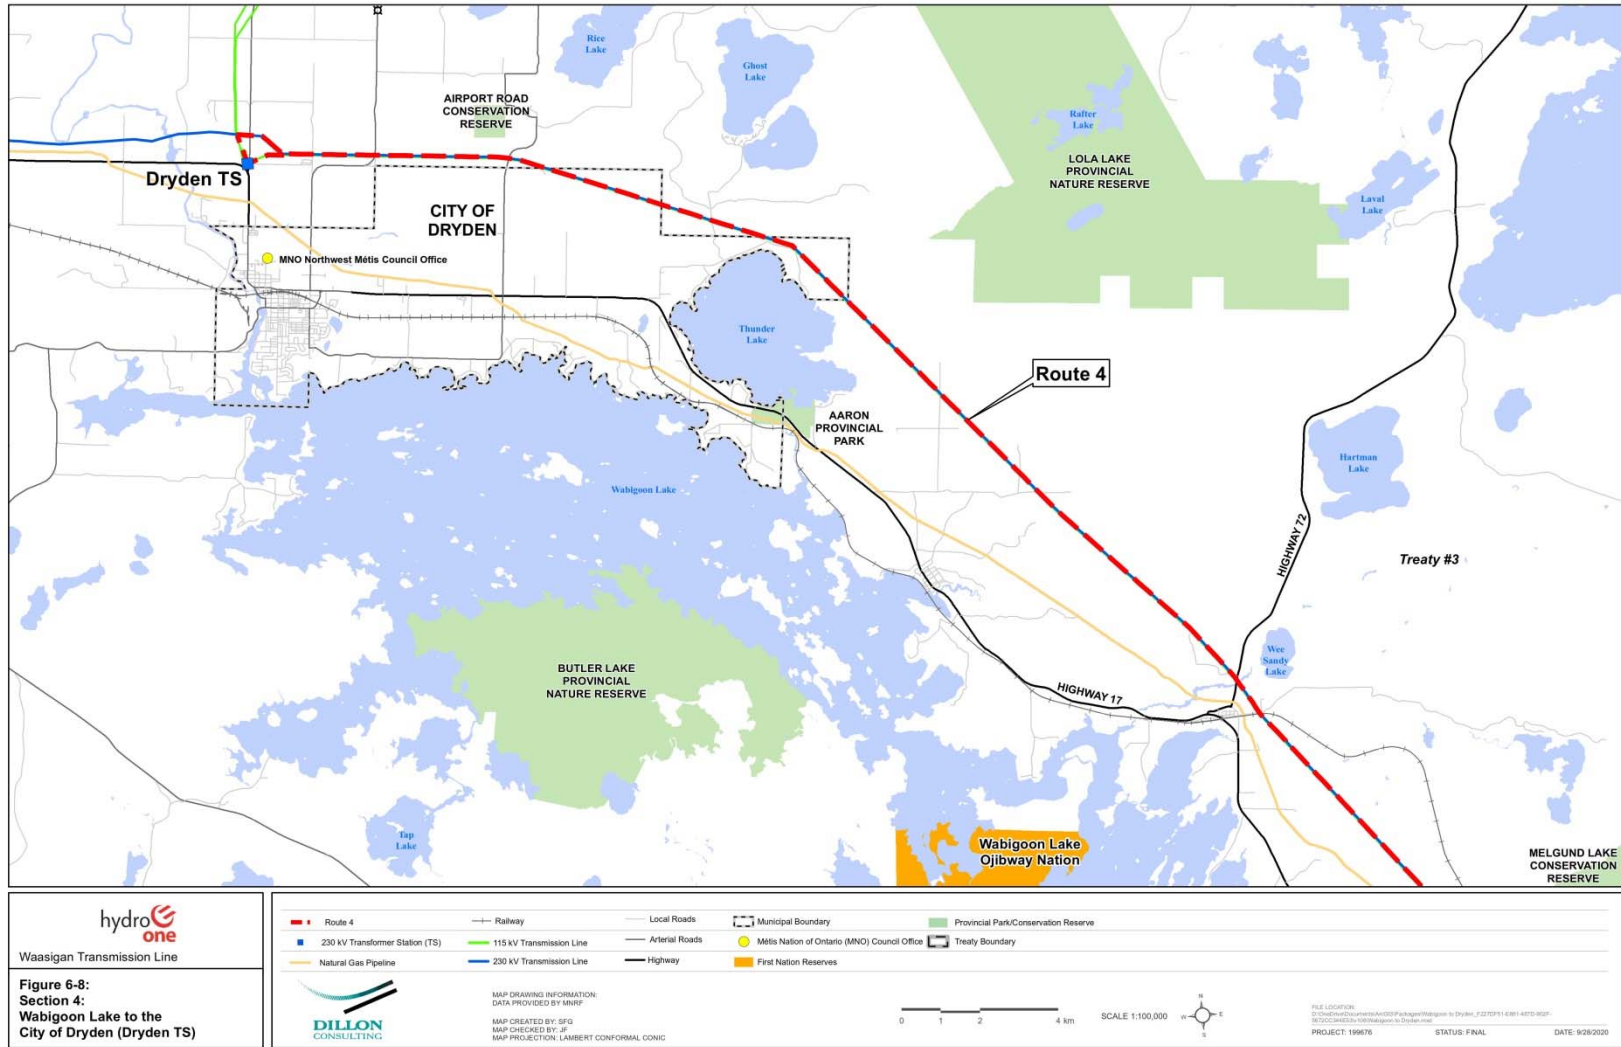 Rice
Lake
Ghost
Lake
AIRPORT ROAD
CONSERVATION
RESERVE
Rafter
Lake
LOLA LAKE
PROVINCIAL
NATURE RESERVE
Laval
Lake
Dryden TS
CITY OF
DRYDEN
MNO Northwest Métis Council Office
Thunder
Lake
Route 4
AARON
PROVINCIAL
PARK
Hartman
Lake
Wabigoon Lake
HIGHWAY 72
Treaty #3
Wee
Sandy
Lake
BUTLER LAKE
PROVINCIAL
NATURE RESERVE
HIGHWAY 17
Tap
Lake
Wabigoon Lake
Ojibway Nation
MELGUND LAKE
CONSERVATION
RESERVE
hydro
one
Waasigan Transmission Line
Figure 6-8:
Section 4:
Wabigoon Lake to the
City of Dryden (Dryden TS)
Route 4
Railway
Local Roads
Municipal Boundary
Provincial Park/Conservation Reserve
230 kV Transformer Station (TS)
115 kV Transmission Line
Arterial Roads
Métis Nation of Ontario (MNO) Council Office
Treaty Boundary
Natural Gas Pipeline
230 kV Transmission Line
Highway
First Nation Reserves
DILLON
CONSULTING
MAP DRAWING INFORMATION:
DATA PROVIDED BY MNRF
MAP CREATED BY: SFG
MAP CHECKED BY: JF
MAP PROJECTION: LAMBERT CONFORMAL CONIC
0 1 2 4 km
SCALE 1:100,000
N
W E
S
FILE LOCATION:
PROJECT: 199676
STATUS: FINAL
DATE: 9/28/2020